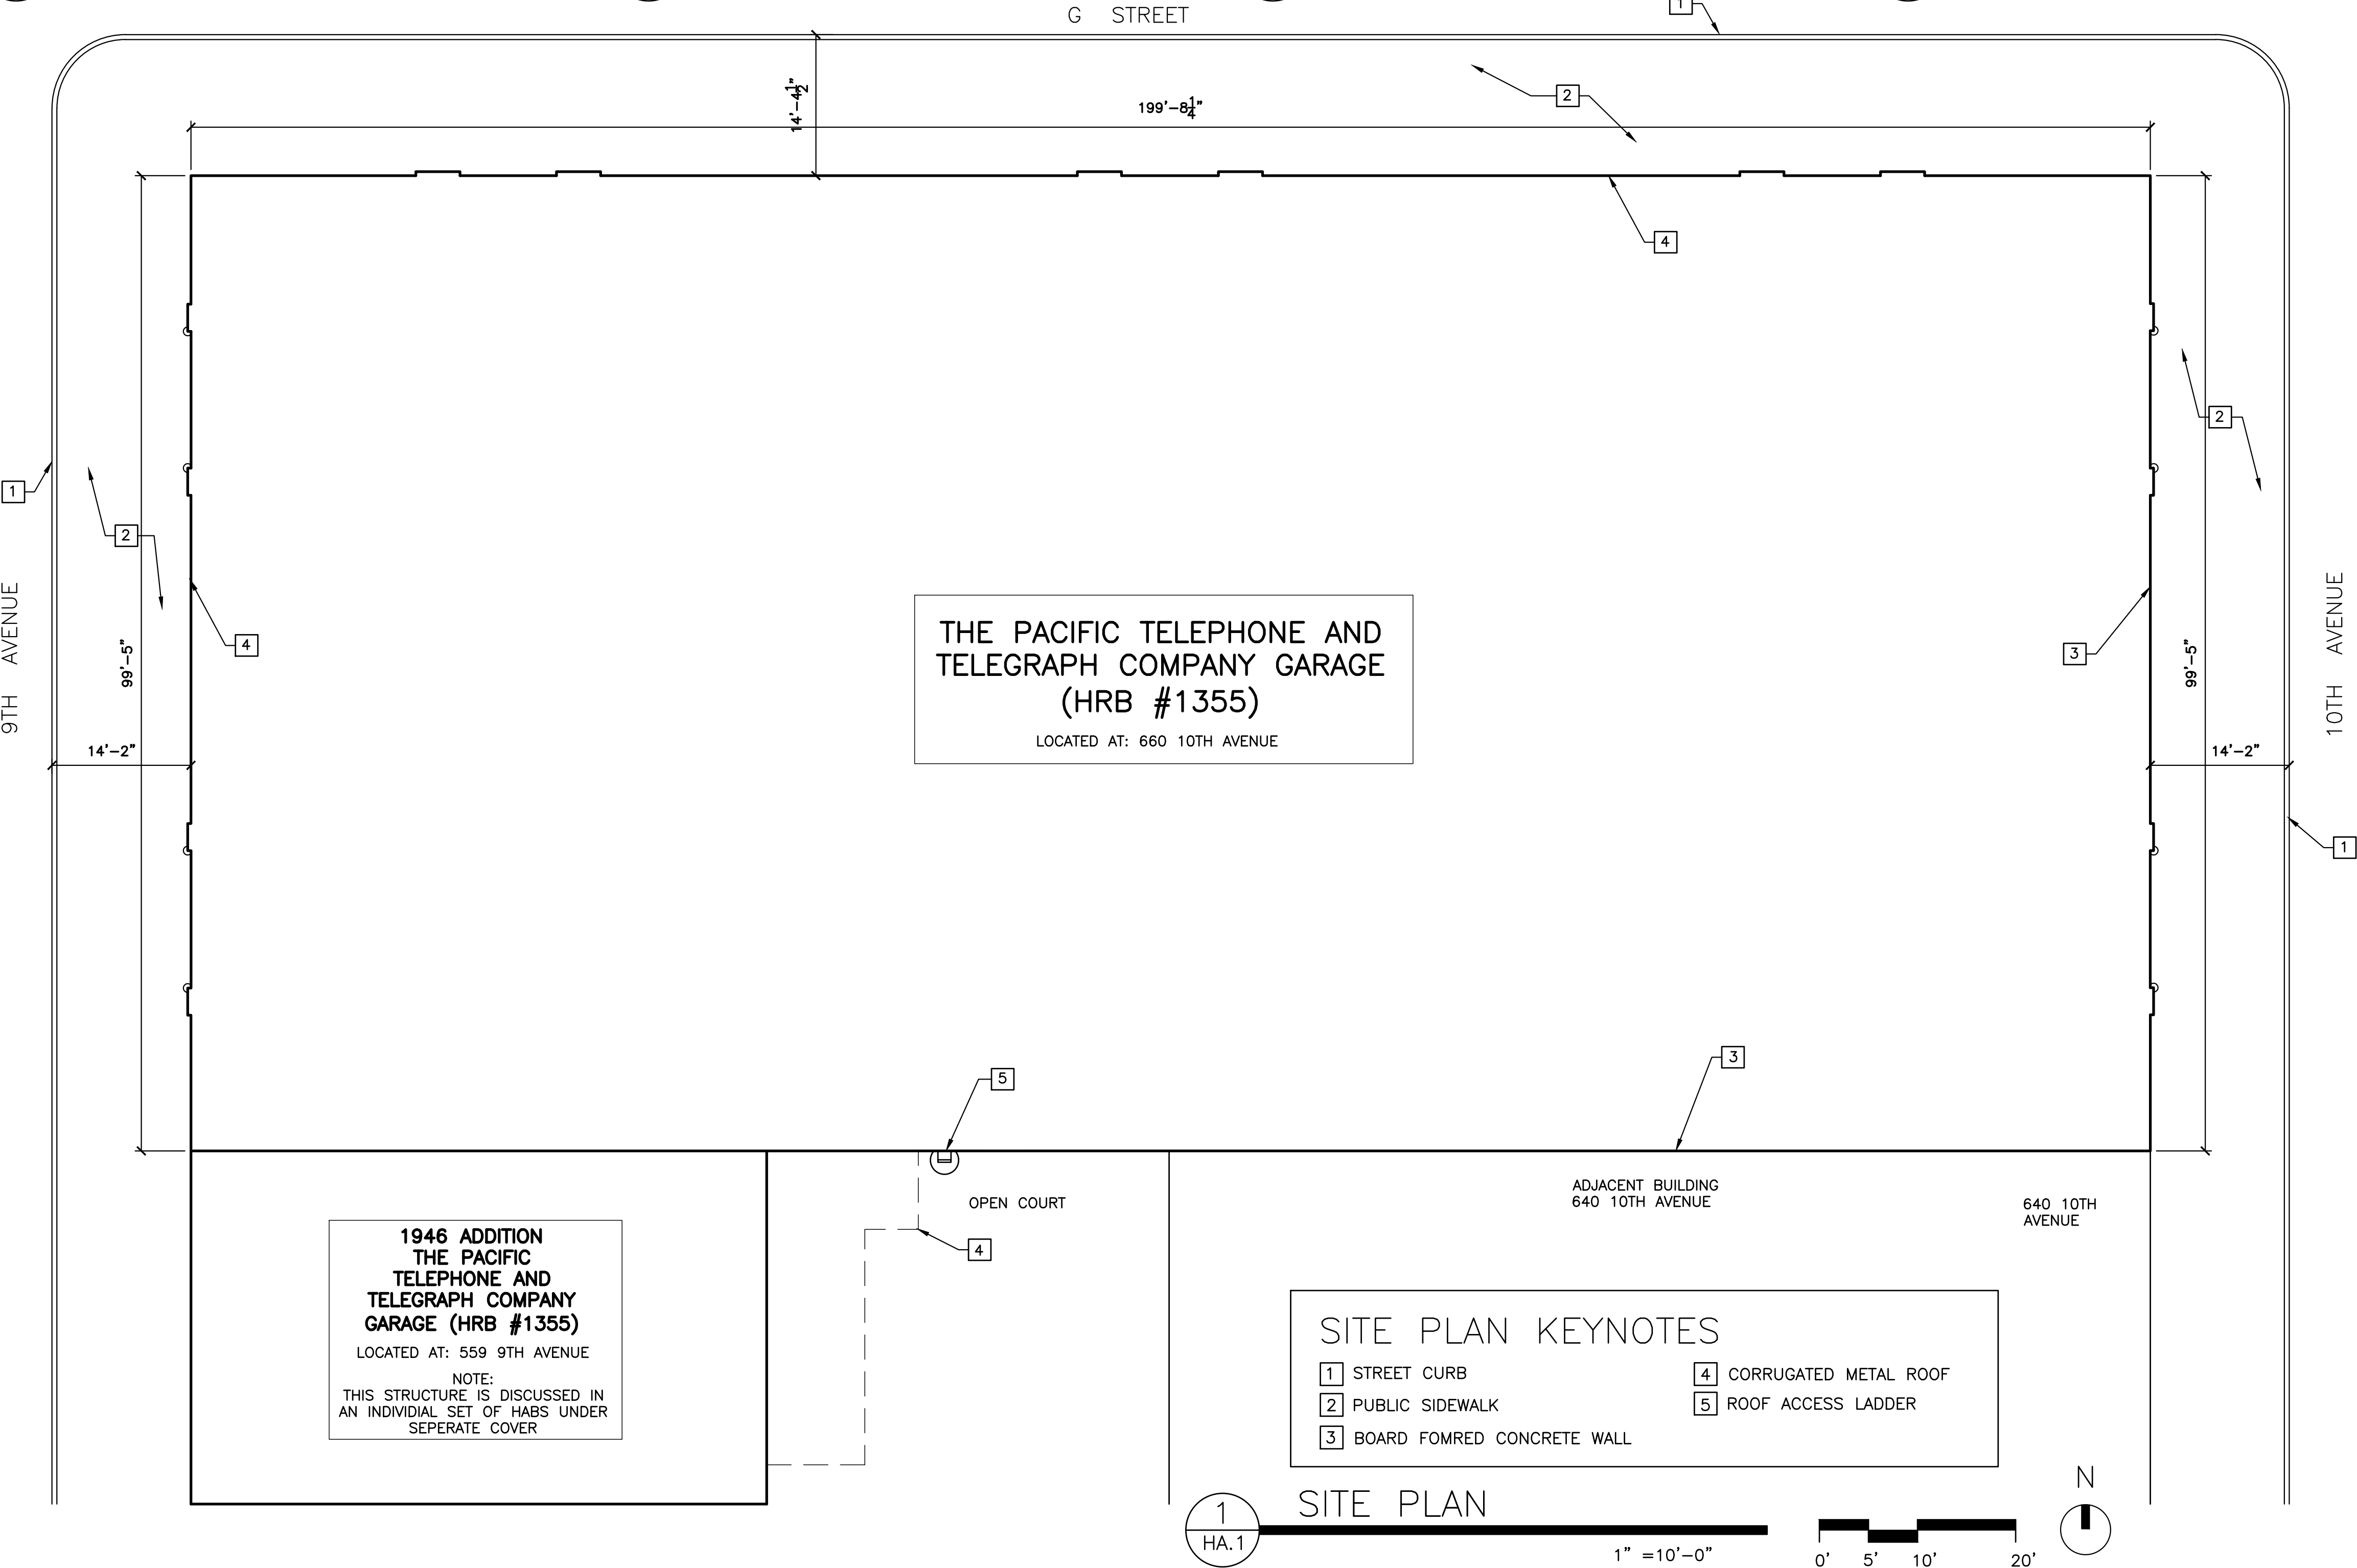 G STREET
1
14'-4½"
199'-8¼"
2
4
1
2
2
9TH AVENUE
99'-5"
4
THE PACIFIC TELEPHONE AND
TELEGRAPH COMPANY GARAGE
(HRB #1355)
LOCATED AT: 660 10TH AVENUE
3
99'-5"
10TH AVENUE
14'-2"
14'-2"
1
3
5
OPEN COURT
ADJACENT BUILDING
640 10TH AVENUE
640 10TH
AVENUE
4
1946 ADDITION
THE PACIFIC
TELEPHONE AND
TELEGRAPH COMPANY
GARAGE (HRB #1355)
LOCATED AT: 559 9TH AVENUE
NOTE:
THIS STRUCTURE IS DISCUSSED IN
AN INDIVIDIAL SET OF HABS UNDER
SEPERATE COVER
SITE PLAN KEYNOTES
1 STREET CURB
2 PUBLIC SIDEWALK
3 BOARD FOMRED CONCRETE WALL
4 CORRUGATED METAL ROOF
5 ROOF ACCESS LADDER
1
HA.1
SITE PLAN
1" =10'-0"
0' 5' 10' 20'
N